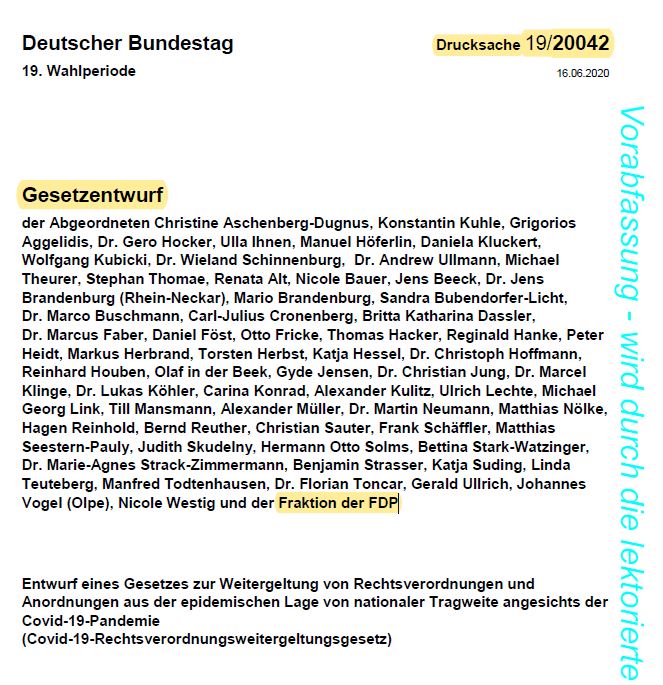 Deutscher Bundestag
Drucksache 19/20042
19. Wahlperiode
16.06.2020
Gesetzentwurf
der Abgeordneten Christine Aschenberg-Dugnus, Konstantin Kuhle, Grigorios
Aggelidis, Dr. Gero Hocker, Ulla Ihnen, Manuel Höferlin, Daniela Kluckert,
Wolfgang Kubicki, Dr. Wieland Schinnenburg, Dr. Andrew Ullmann, Michael
Theurer, Stephan Thomae, Renata Alt, Nicole Bauer, Jens Beeck, Dr. Jens
Brandenburg (Rhein-Neckar), Mario Brandenburg, Sandra Bubendorfer-Licht,
Dr. Marco Buschmann, Carl-Julius Cronenberg, Britta Katharina Dassler,
Dr. Marcus Faber, Daniel Föst, Otto Fricke, Thomas Hacker, Reginald Hanke, Peter
Heidt, Markus Herbrand, Torsten Herbst, Katja Hessel, Dr. Christoph Hoffmann,
Reinhard Houben, Olaf in der Beek, Gyde Jensen, Dr. Christian Jung, Dr. Marcel
Klinge, Dr. Lukas Köhler, Carina Konrad, Alexander Kulitz, Ulrich Lechte, Michael
Georg Link, Till Mansmann, Alexander Müller, Dr. Martin Neumann, Matthias Nölke,
Hagen Reinhold, Bernd Reuther, Christian Sauter, Frank Schäffler, Matthias
Seestern-Pauly, Judith Skudelny, Hermann Otto Solms, Bettina Stark-Watzinger,
Dr. Marie-Agnes Strack-Zimmermann, Benjamin Strasser, Katja Suding, Linda
Teuteberg, Manfred Todtenhausen, Dr. Florian Toncar, Gerald Ullrich, Johannes
Vogel (Olpe), Nicole Westig und der Fraktion der FDP
Entwurf eines Gesetzes zur Weitergeltung von Rechtsverordnungen und
Anordnungen aus der epidemischen Lage von nationaler Tragweite angesichts der
Covid-19-Pandemie
(Covid-19-Rechtsverordnungsweitergeltungsgesetz)
Vorabfassung - wird durch die lektorierte